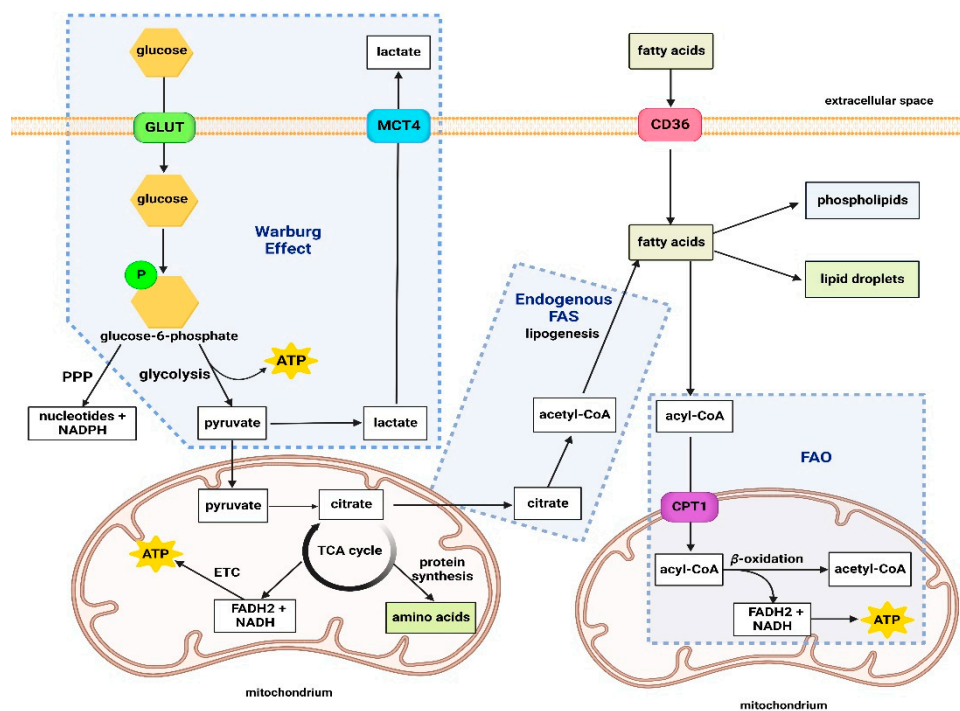 glucose
lactate
fatty acids
extracellular space
GLUT
MCT4
CD36
glucose
Warburg
Effect
phospholipids
fatty acids
lipid droplets
P
glucose-6-phosphate
Endogenous
FAS
lipogenesis
PPP
glycolysis
ATP
nucleotides +
NADPH
pyruvate
lactate
acetyl-CoA
acyl-CoA
FAO
pyruvate
citrate
citrate
CPT1
ATP
ETC
TCA cycle
protein
synthesis
FADH2 +
NADH
amino acids
acyl-CoA
β-oxidation
acetyl-CoA
FADH2 +
NADH
ATP
mitochondrium
mitochondrium